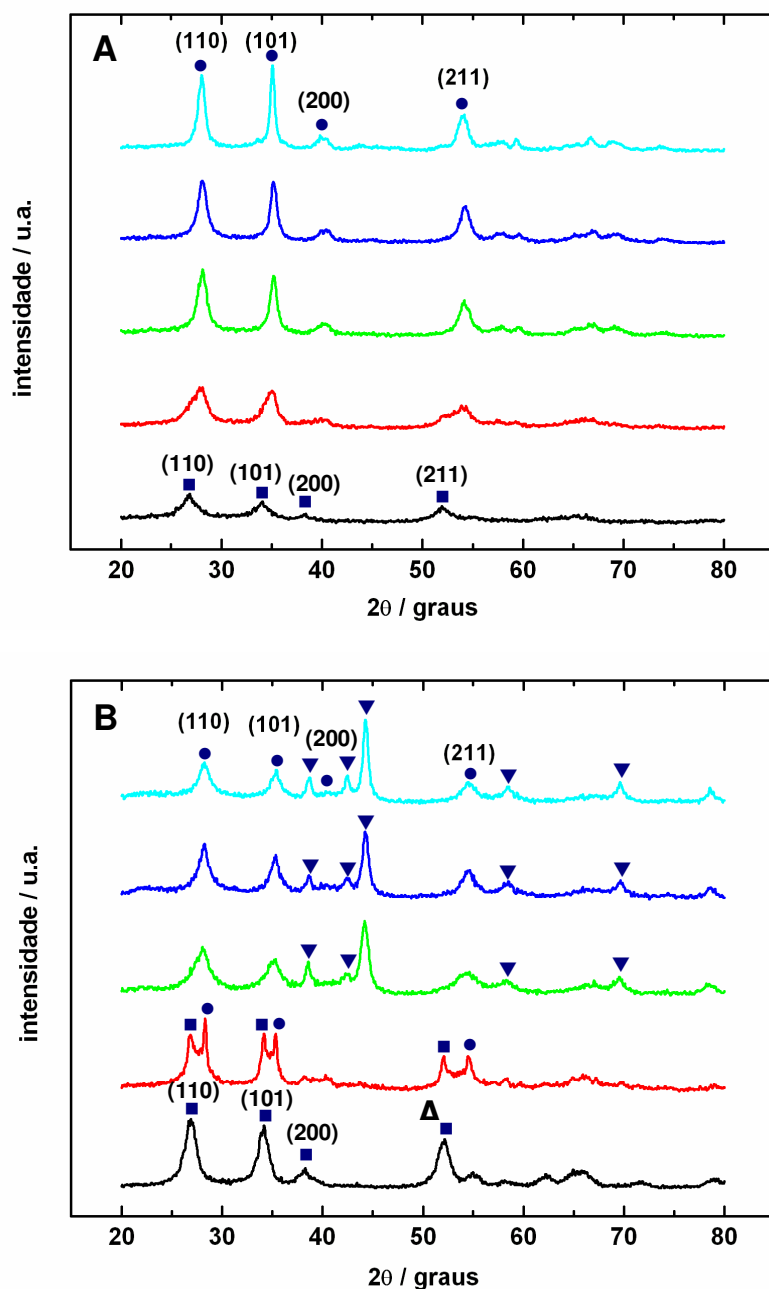 A
(110) (101) (200) (211)
(110) (101) (200) (211)
intensidade / u.a.
20 30 40 50 60 70 80
2θ / graus
B
(110) (101) (200) (211)
(110) (101) (200) Δ
intensidade / u.a.
20 30 40 50 60 70 80
2θ / graus